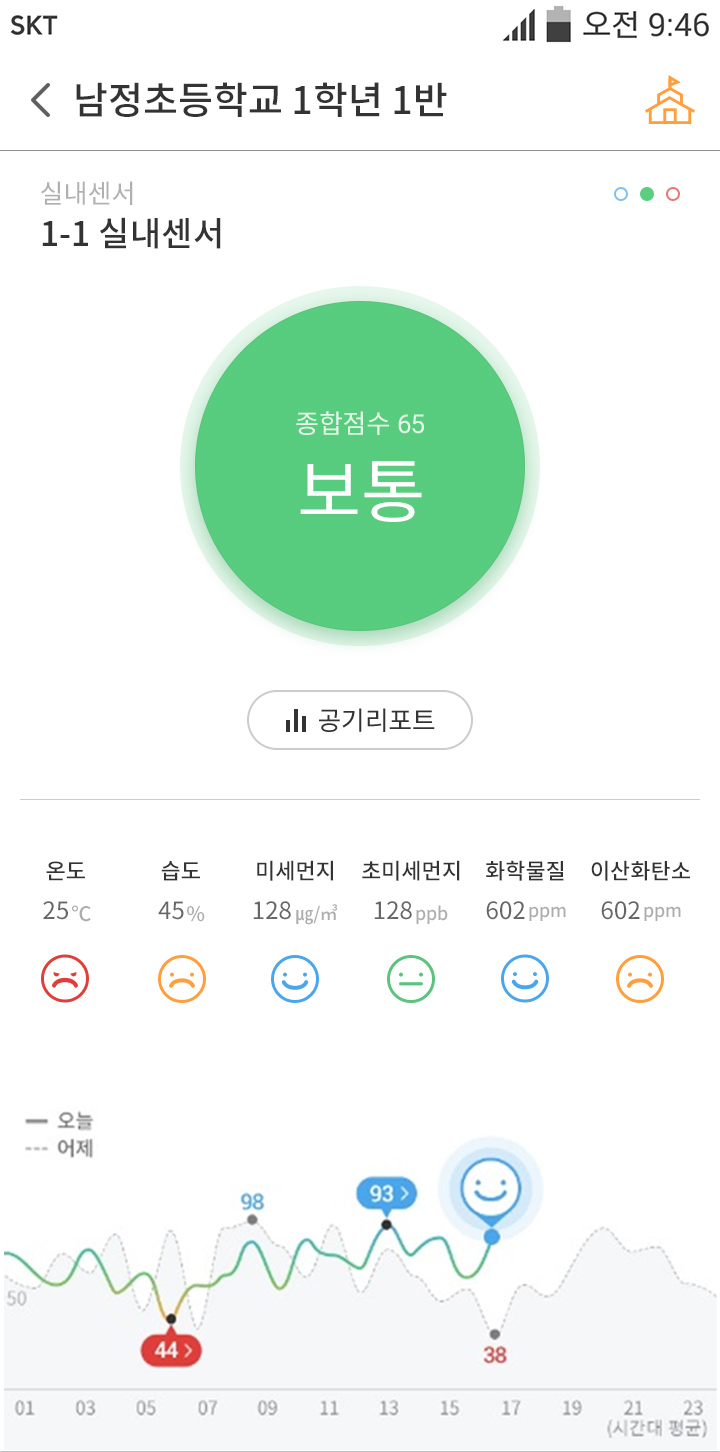 SKT 오전 9:46
남정초등학교 1학년 1반
실내센서
1-1 실내센서
종합점수 65
보통
공기리포트
온도 습도 미세먼지 초미세먼지 화학물질 이산화탄소
25℃ 45% 128㎍/㎥ 128ppb 602ppm 602ppm
오늘
어제
98 93
50
44 38
01 03 05 07 09 11 13 15 17 19 21 23
(시간대 평균)